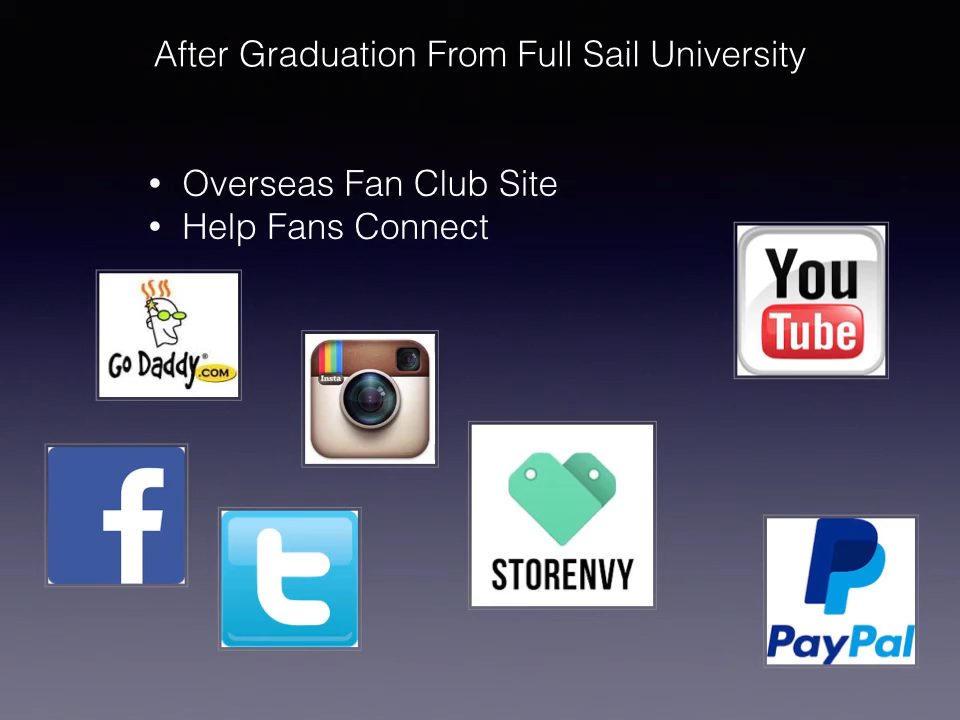 After Graduation From Full Sail University
• Overseas Fan Club Site
• Help Fans Connect
You
Tube
Go Daddy®.COM
Insta
f
t
STORENVY
PayPal